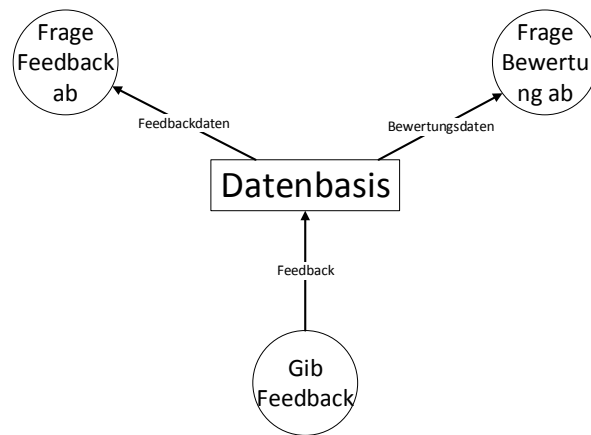 Frage
Feedback
ab
Frage
Bewertu
ng ab
Feedbackdaten
Bewertungsdaten
Datenbasis
Feedback
Gib
Feedback